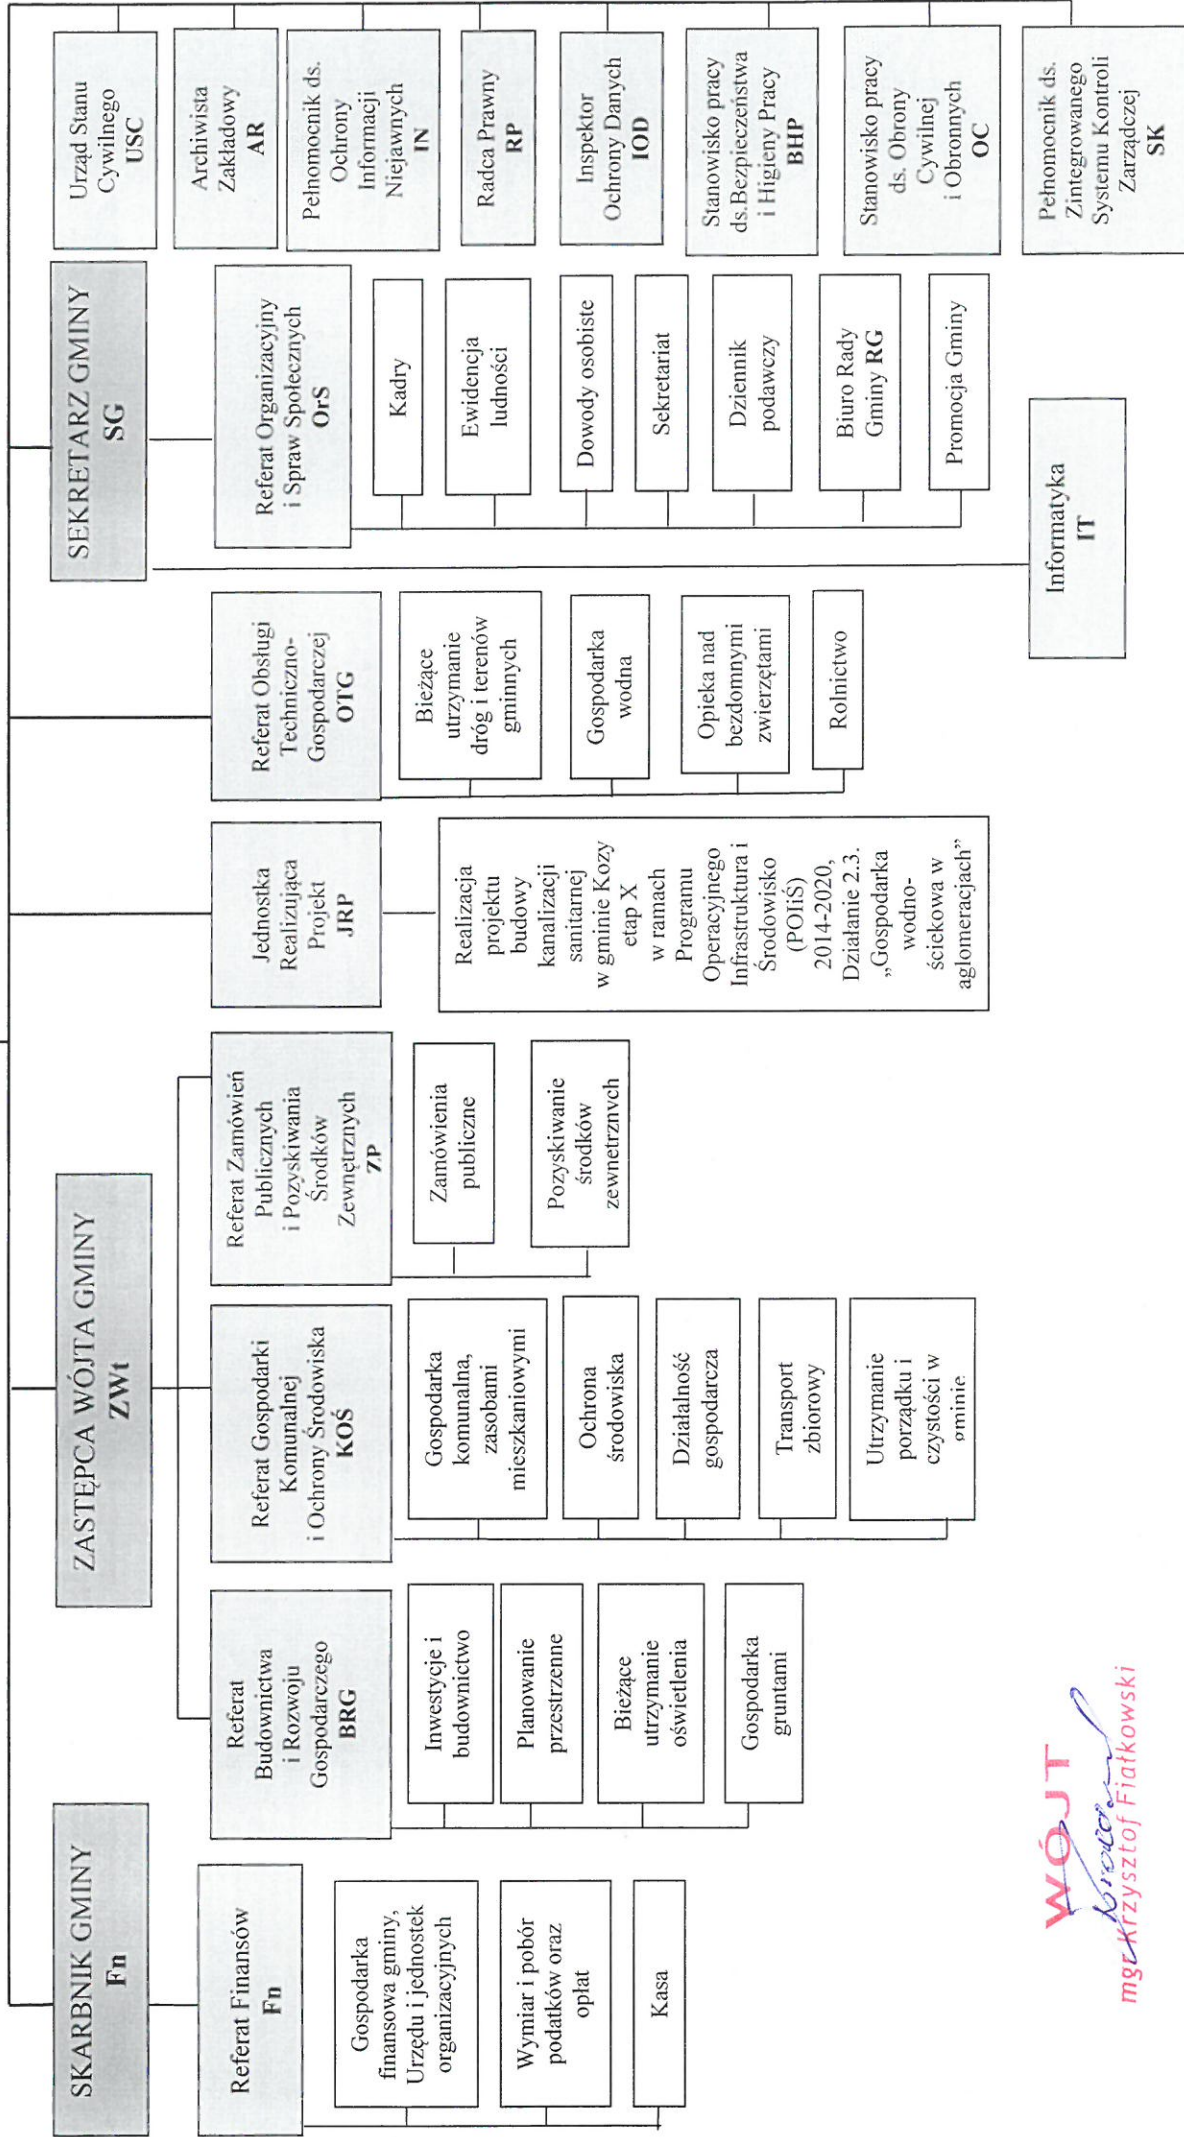 SKARBNIK GMINY
Fn
ZASTĘPCA WÓJTA GMINY
ZWt
SEKRETARZ GMINY
SG
Referat Finansów
Fn
Gospodarka
finansowa gminy,
Urzędu i jednostek
organizacyjnych
Wymiar i pobór
podatków oraz
opłat
Kasa
Referat
Budownictwa
i Rozwoju
Gospodarczego
BRG
Inwestycje i
budownictwo
Planowanie
przestrzenne
Bieżące
utrzymanie
oświetlenia
Gospodarka
gruntami
Referat Gospodarki
Komunalnej
i Ochrony Środowiska
KOŚ
Gospodarka
komunalna,
zasobami
mieszkaniowymi
Ochrona
środowiska
Działalność
gospodarcza
Transport
zbiorowy
Utrzymanie
porządku i
czystości w
gminie.
Referat Zamówień
Publicznych
i Pozyskiwania
Środków
Zewnętrznych
ZP
Zamówienia
publiczne
Pozyskiwanie
środków
zewnetrznych
Jednostka
Realizująca
Projekt
JRP
Realizacja
projektu
budowy
kanalizacji
sanitarnej
w gminie Kozy
etap X
w ramach
Programu
Operacyjnego
Infrastruktura i
Środowisko
(POIiŚ)
2014-2020,
Działanie 2.3.
„Gospodarka
wodno-
ściekowa w
aglomeracjach”
Referat Obsługi
Techniczno-
Gospodarczej
OTG
Bieżące
utrzymanie
dróg i terenów
gminnych
Gospodarka
wodna
Opieka nad
bezdomnymi
zwierzętami
Rolnictwo
Referat Organizacyjny
i Spraw Społecznych
OrS
Kadry
Ewidencja
ludności
Dowody osobiste
Sekretariat
Dziennik
podawczy
Biuro Rady
Gminy RG
Promocja Gminy
Informatyka
IT
Urząd Stanu
Cywilnego
USC
Archiwista
Zakładowy
AR
Pełnomocnik ds.
Ochrony
Informacji
Niejawnych
IN
Radca Prawny
RP
Inspektor
Ochrony Danych
IOD
Stanowisko pracy
ds.Bezpieczeństwa
i Higieny Pracy
BHP
Stanowisko pracy
ds. Obrony
Cywilnej
i Obronnych
OC
Pełnomocnik ds.
Zintegrowanego
Systemu Kontroli
Zarządczej
SK
WÓJT
mgr Krzysztof Fiałkowski